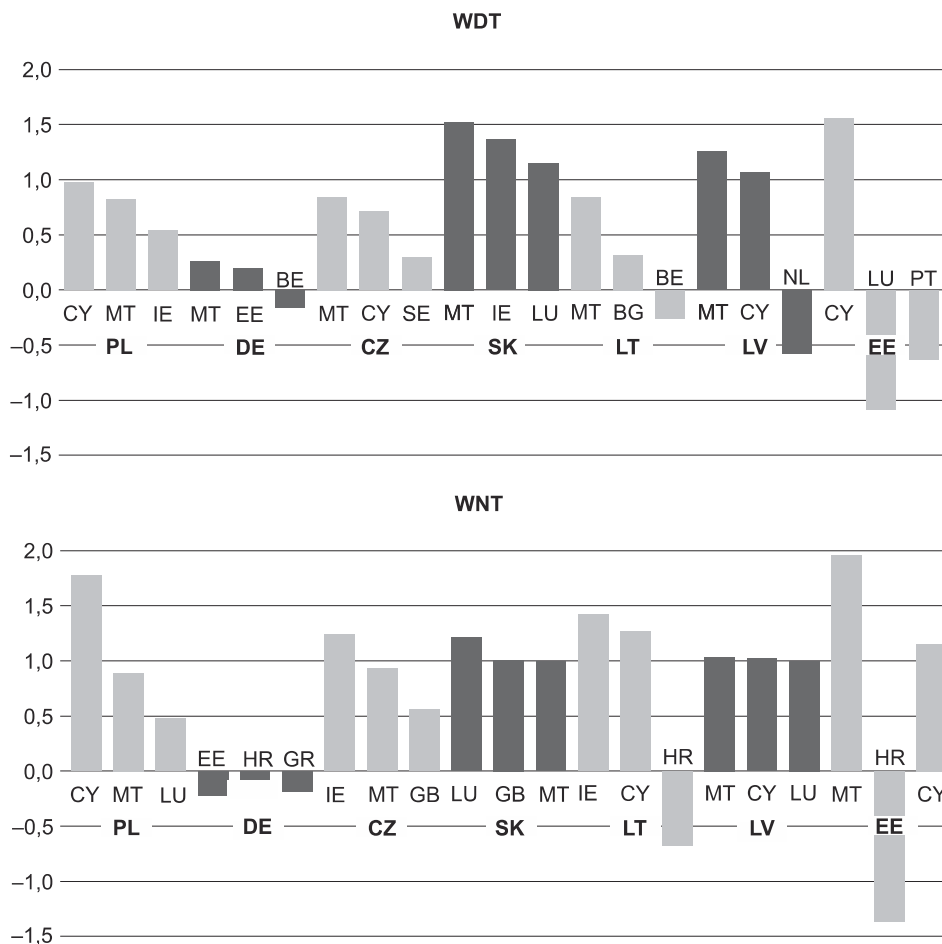 WDT
2,0
1,5
1,0
0,5
BE BE NL LU PT
0,0
CY MT IE MT EE MT CY SE MT IE LU MT BG MT CY CY
–0,5 PL DE CZ SK LT LV EE
–1,0
–1,5
WNT
2,0
1,5
1,0
0,5
EE HR GR HR HR
0,0
CY MT LU IE MT GB LU GB MT IE CY MT CY LU MT CY
–0,5 PL DE CZ SK LT LV EE
–1,0
–1,5